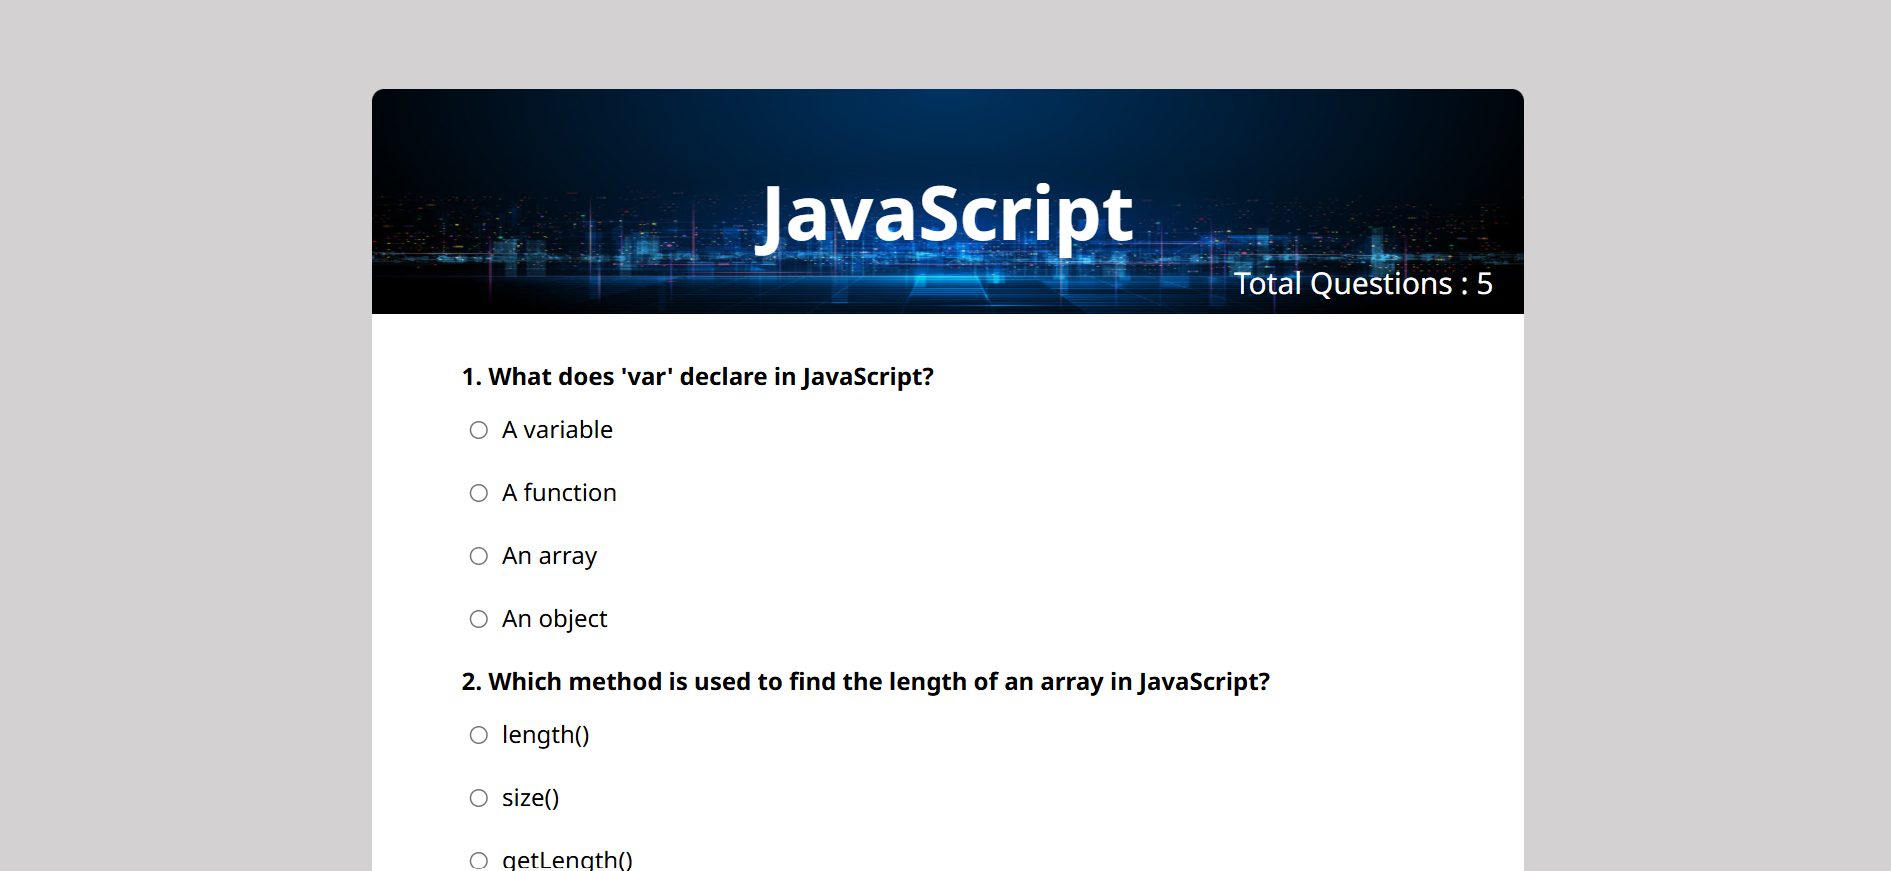 JavaScript
Total Questions : 5
1. What does 'var' declare in JavaScript?
A variable
A function
An array
An object
2. Which method is used to find the length of an array in JavaScript?
length()
size()
getLength()